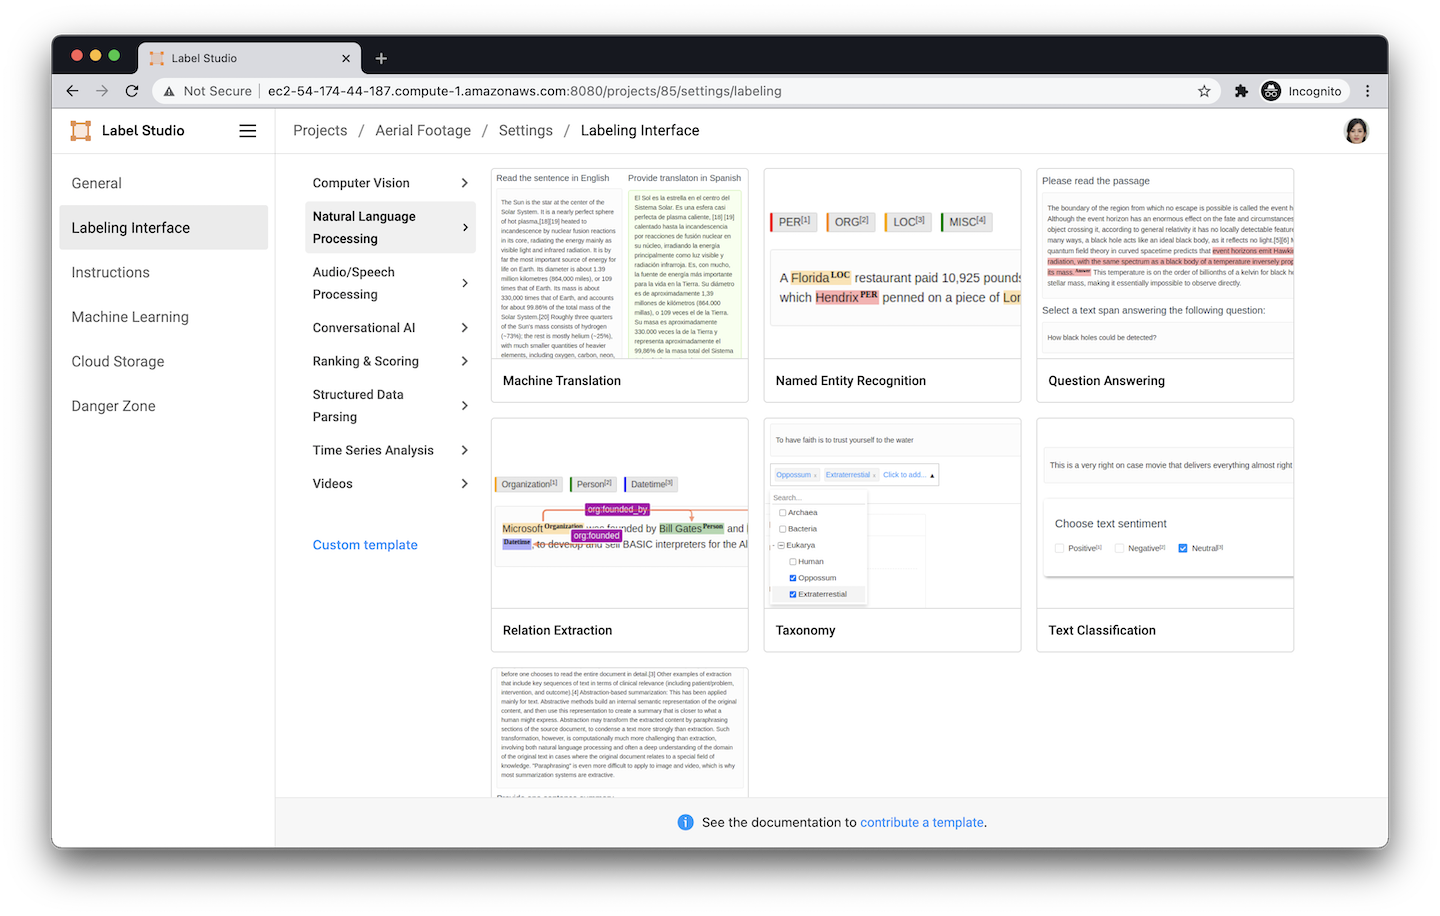 Label Studio
Not Secure
ec2-54-174-44-187.compute-1.amazonaws.com:8080/projects/85/settings/labeling
Incognito
Label Studio
Projects / Aerial Footage / Settings / Labeling Interface
General
Labeling Interface
Instructions
Machine Learning
Cloud Storage
Danger Zone
Computer Vision
Natural Language
Processing
Audio/Speech
Processing
Conversational AI
Ranking & Scoring
Structured Data
Parsing
Time Series Analysis
Videos
Custom template
Read the sentence in English
The Sun is the star at the center of the
Solar System. It is a nearly perfect sphere
of hot plasma,[18][19] heated to
incandescence by nuclear fusion reactions
in its core, radiating the energy mainly as
visible light and infrared radiation. It is by
far the most important source of energy for
life on Earth. Its diameter is about 1.39
million kilometres (864,000 miles), or 109
times that of Earth. Its mass is about
330,000 times that of Earth, and accounts
for about 99.86% of the total mass of the
Solar System.[20] Roughly three quarters
of the Sun's mass consists of hydrogen
(~73%); the rest is mostly helium (~25%),
with much smaller quantities of heavier
elements, including oxygen, carbon, neon,
Provide translaton in Spanish
El Sol es la estrella en el centro del
Sistema Solar. Es una esfera casi
perfecta de plasma caliente, [18] [19]
calentado hasta la incandescencia
por reacciones de fusión nuclear en
su núcleo, irradiando la energía
principalmente como luz visible y
radiación infrarroja. Es, con mucho,
la fuente de energía más importante
para la vida en la Tierra. Su diámetro
es de aproximadamente 1,39
millones de kilómetros (864.000
millas), o 109 veces el de la Tierra.
Su masa es aproximadamente
330.000 veces la de la Tierra y
representa aproximadamente el
99,86% de la masa total del Sistema
Machine Translation
PER[1] ORG[2] LOC[3] MISC[4]
A Florida LOC restaurant paid 10,925 pounds
which Hendrix PER penned on a piece of Lon
Named Entity Recognition
Please read the passage
The boundary of the region from which no escape is possible is called the event h
Although the event horizon has an enormous effect on the fate and circumstances
object crossing it, according to general relativity it has no locally detectable feature
many ways, a black hole acts like an ideal black body, as it reflects no light.[5][6] M
quantum field theory in curved spacetime predicts that event horizons emit Hawki
radiation, with the same spectrum as a black body of a temperature inversely prop
its mass. Answer This temperature is on the order of billionths of a kelvin for black h
stellar mass, making it essentially impossible to observe directly.
Select a text span answering the following question:
How black holes could be detected?
Question Answering
Organization[1] Person[2] Datetime[3]
org:founded_by
Microsoft Organization was founded by Bill Gates Person and
org:founded
Datetime, to develop and sell BASIC interpreters for the Al
Relation Extraction
To have faith is to trust yourself to the water
Oppossum Extraterrestial Click to add...
Search...
Archaea
Bacteria
Eukarya
Human
Oppossum
Extraterrestial
Taxonomy
This is a very right on case movie that delivers everything almost right
Choose text sentiment
Positive[1] Negative[2] Neutral[3]
Text Classification
before one chooses to read the entire document in detail.[3] Other examples of extraction
that include key sequences of text in terms of clinical relevance (including patient/problem,
intervention, and outcome).[4] Abstraction-based summarization: This has been applied
mainly for text. Abstractive methods build an internal semantic representation of the original
content, and then use this representation to create a summary that is closer to what a
human might express. Abstraction may transform the extracted content by paraphrasing
sections of the source document, to condense a text more strongly than extraction. Such
transformation, however, is computationally much more challenging than extraction,
involving both natural language processing and often a deep understanding of the domain
of the original text in cases where the original document relates to a special field of
knowledge. "Paraphrasing" is even more difficult to apply to image and video, which is why
most summarization systems are extractive.
Provide one sentence summary
See the documentation to contribute a template.